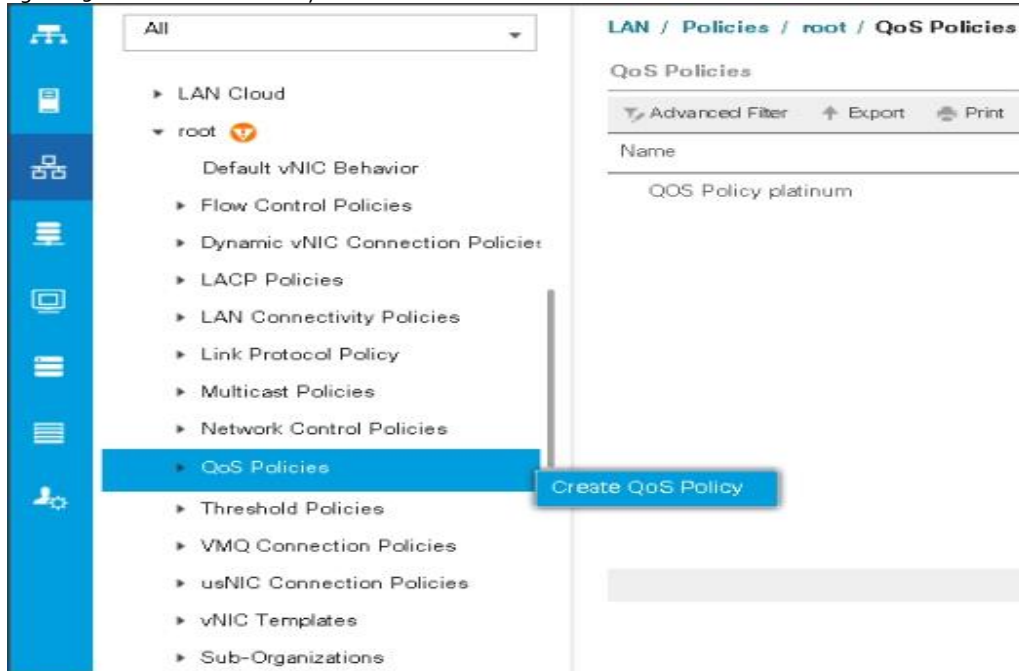 All
LAN Cloud
root
Default vNIC Behavior
Flow Control Policies
Dynamic vNIC Connection Policies
LACP Policies
LAN Connectivity Policies
Link Protocol Policy
Multicast Policies
Network Control Policies
QoS Policies
Create QoS Policy
Threshold Policies
VMQ Connection Policies
usNIC Connection Policies
vNIC Templates
Sub-Organizations
LAN / Policies / root / QoS Policies
QoS Policies
Advanced Filter Export Print
Name
QOS Policy platinum